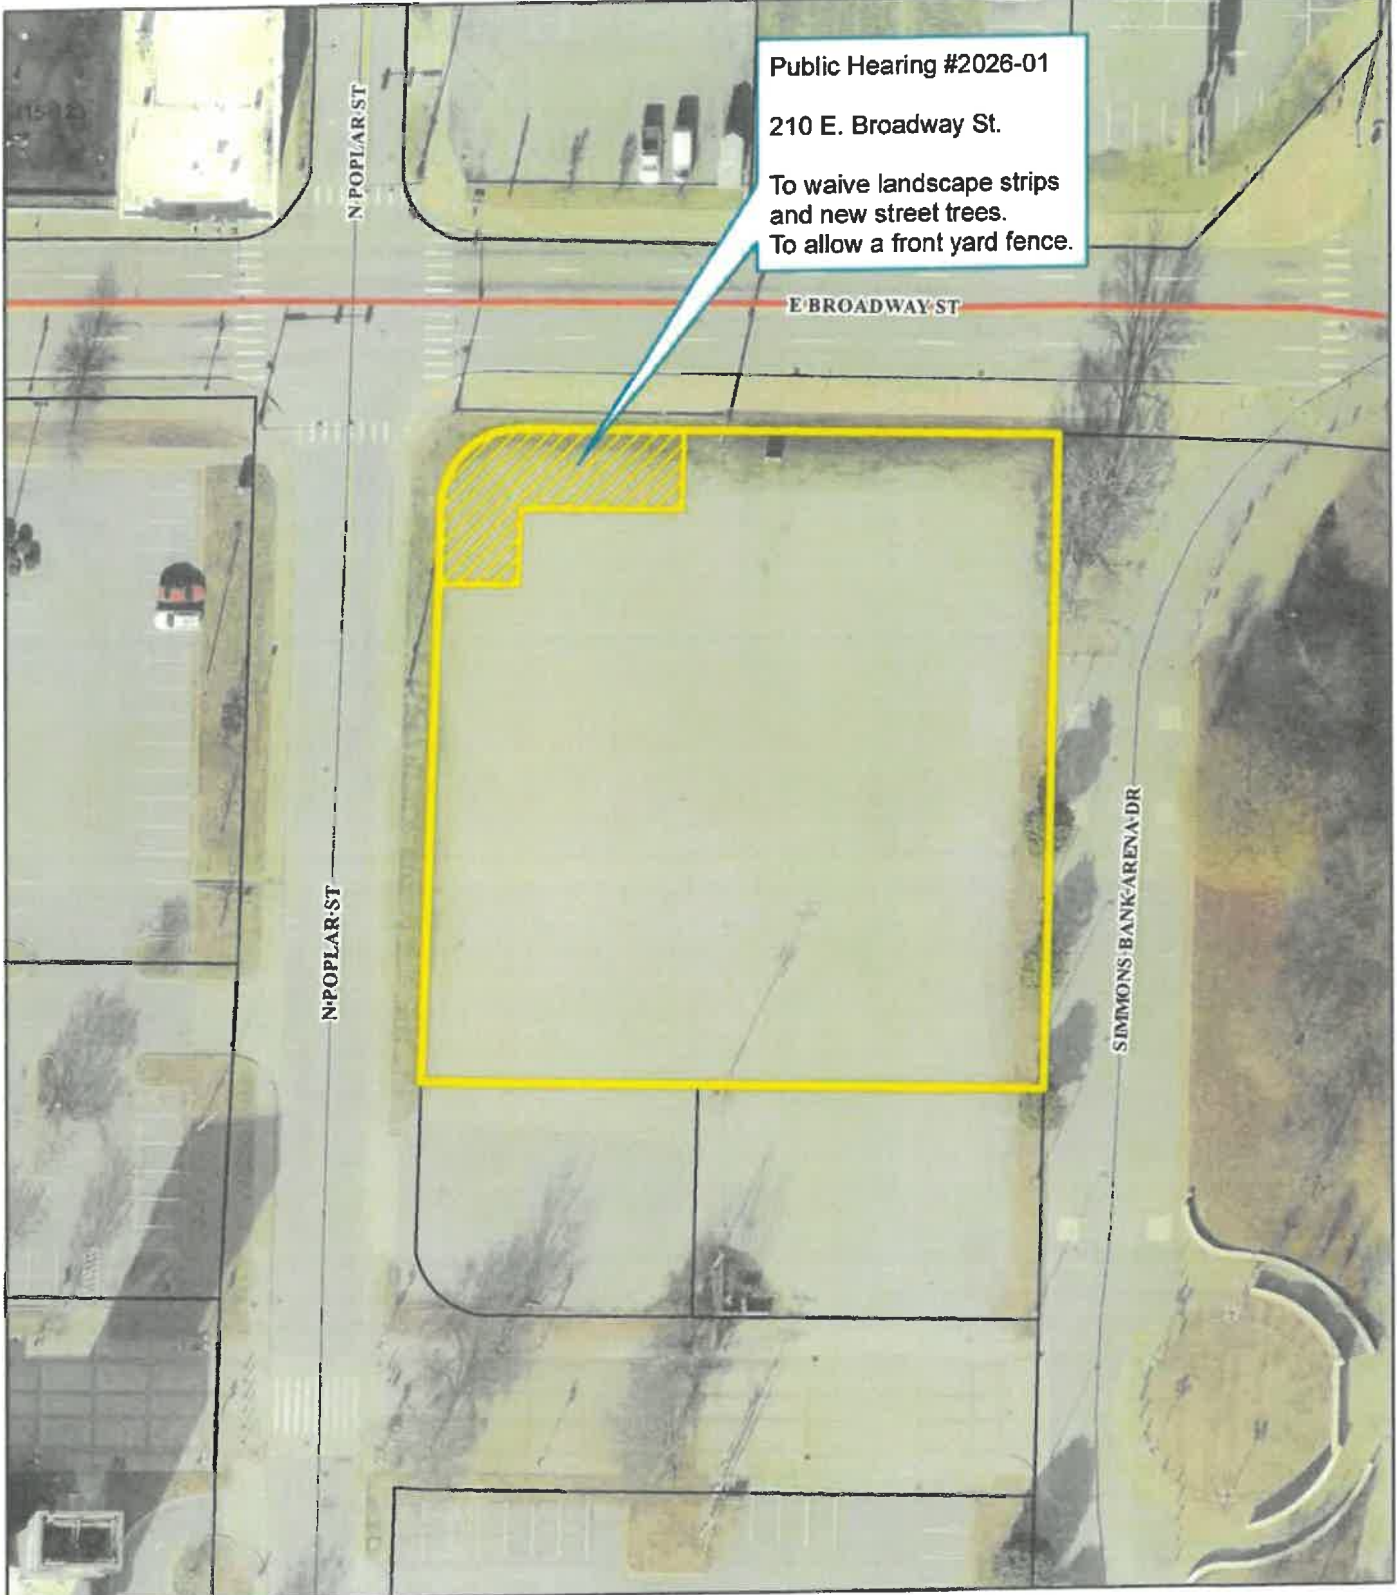 Public Hearing #2026-01
210 E. Broadway St.
To waive landscape strips
and new street trees.
To allow a front yard fence.
N POPLAR ST
E BROADWAY ST
N POPLAR ST
SIMMONS BANK ARENA DR